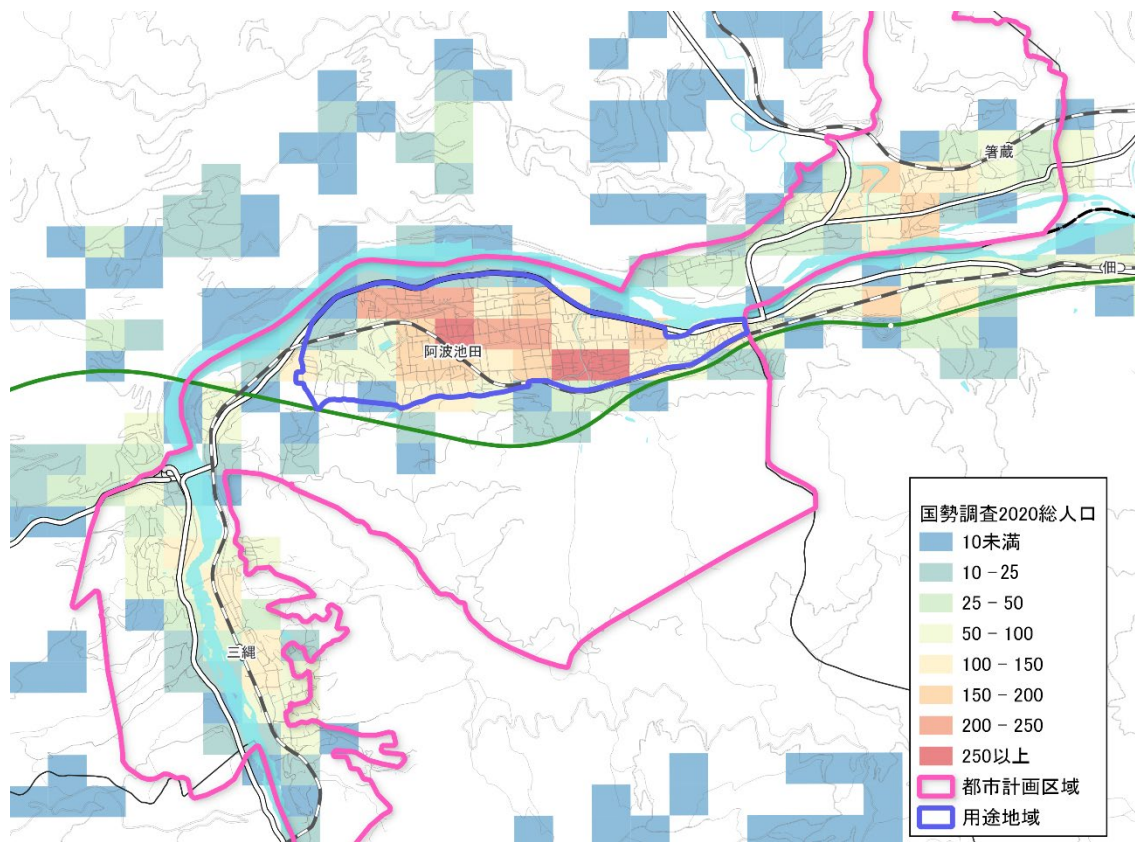 箸蔵
佃
阿波池田
三縄
国勢調査2020総人口
10未満
10 - 25
25 - 50
50 - 100
100 - 150
150 - 200
200 - 250
250以上
都市計画区域
用途地域